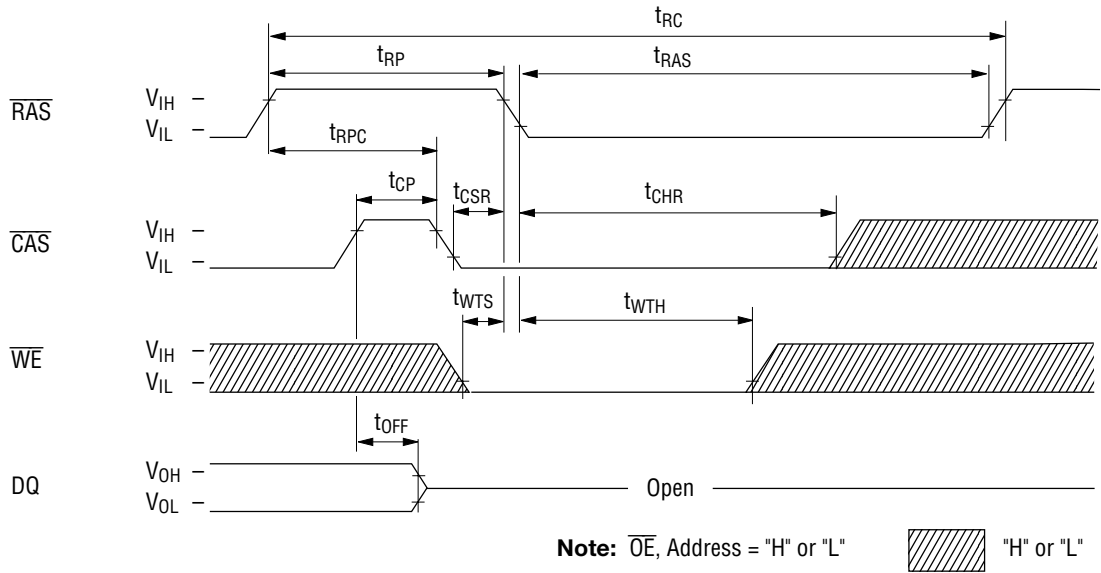 tRC
tRP
tRAS
RAS
VIH
VIL
tRPC
tCP
tCSR
tCHR
CAS
VIH
VIL
tWTS
tWTH
WE
VIH
VIL
tOFF
DQ
VOH
VOL
Open
Note: OE, Address = "H" or "L"
"H" or "L"